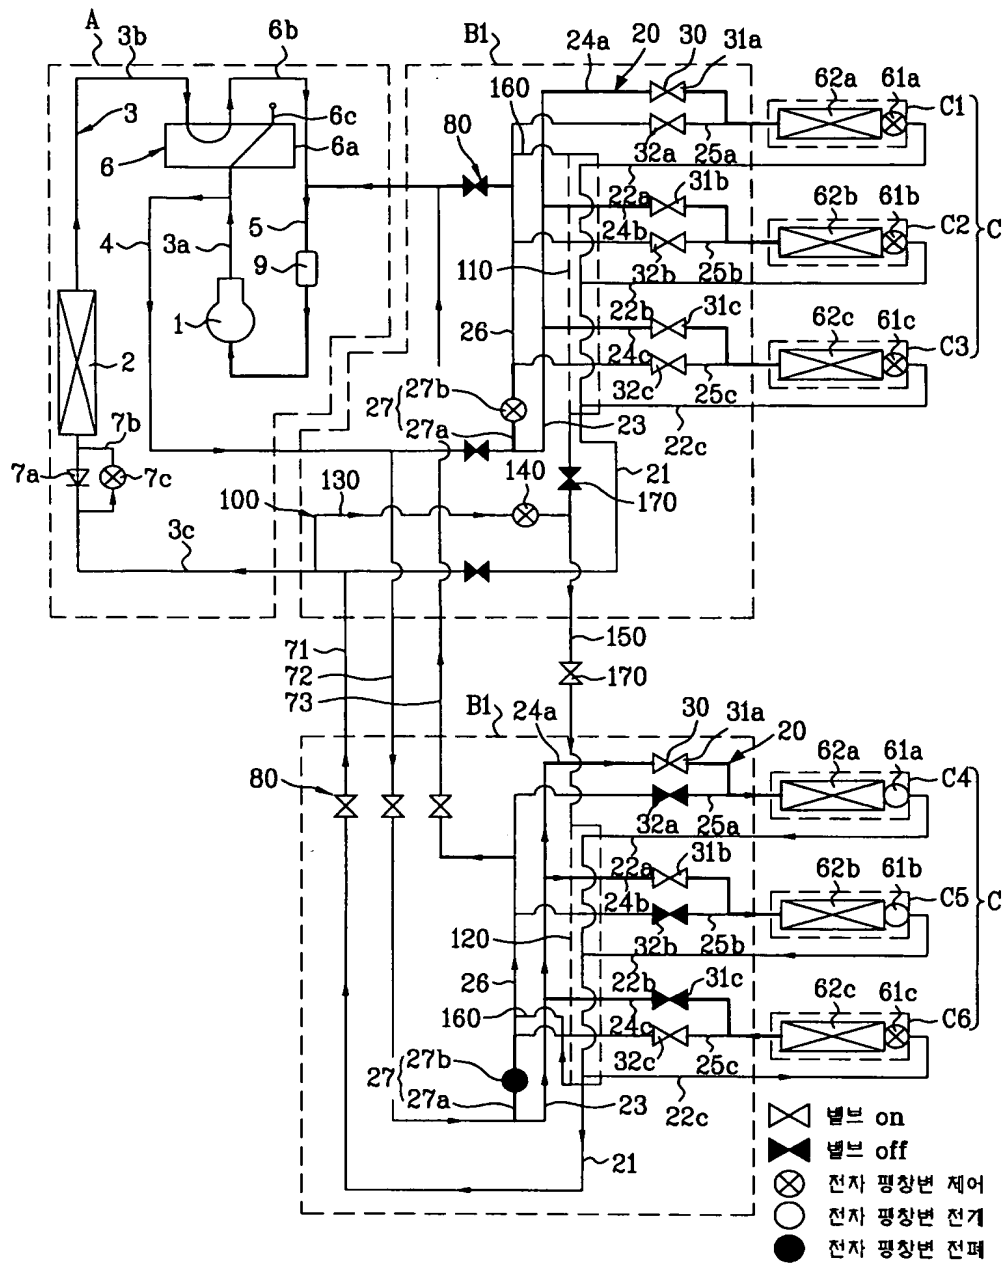 A
3b
6b
B1
24a
20
30
31a
160
62a
61a
C1
3
6c
80
6
6a
32a
25a
22a
31b
62b
61b
C2
C
4
3a
5
24b
9
110
32b
25b
22b
31c
1
26
62c
61c
C3
24c
2
27
27b
32c
25c
7b
27a
23
22c
7a
7c
140
21
130
170
100
3c
150
71
72
170
73
B1
24a
30
31a
20
62a
61a
C4
80
32a
25a
22a
31b
62b
61b
C5
C
24b
120
32b
25b
22b
31c
26
62c
61c
C6
160
24c
32c
25c
27
27b
27a
23
22c
밸브 on
21
밸브 off
전자 팽창변 제어
전자 팽창변 전개
전자 팽창변 전폐